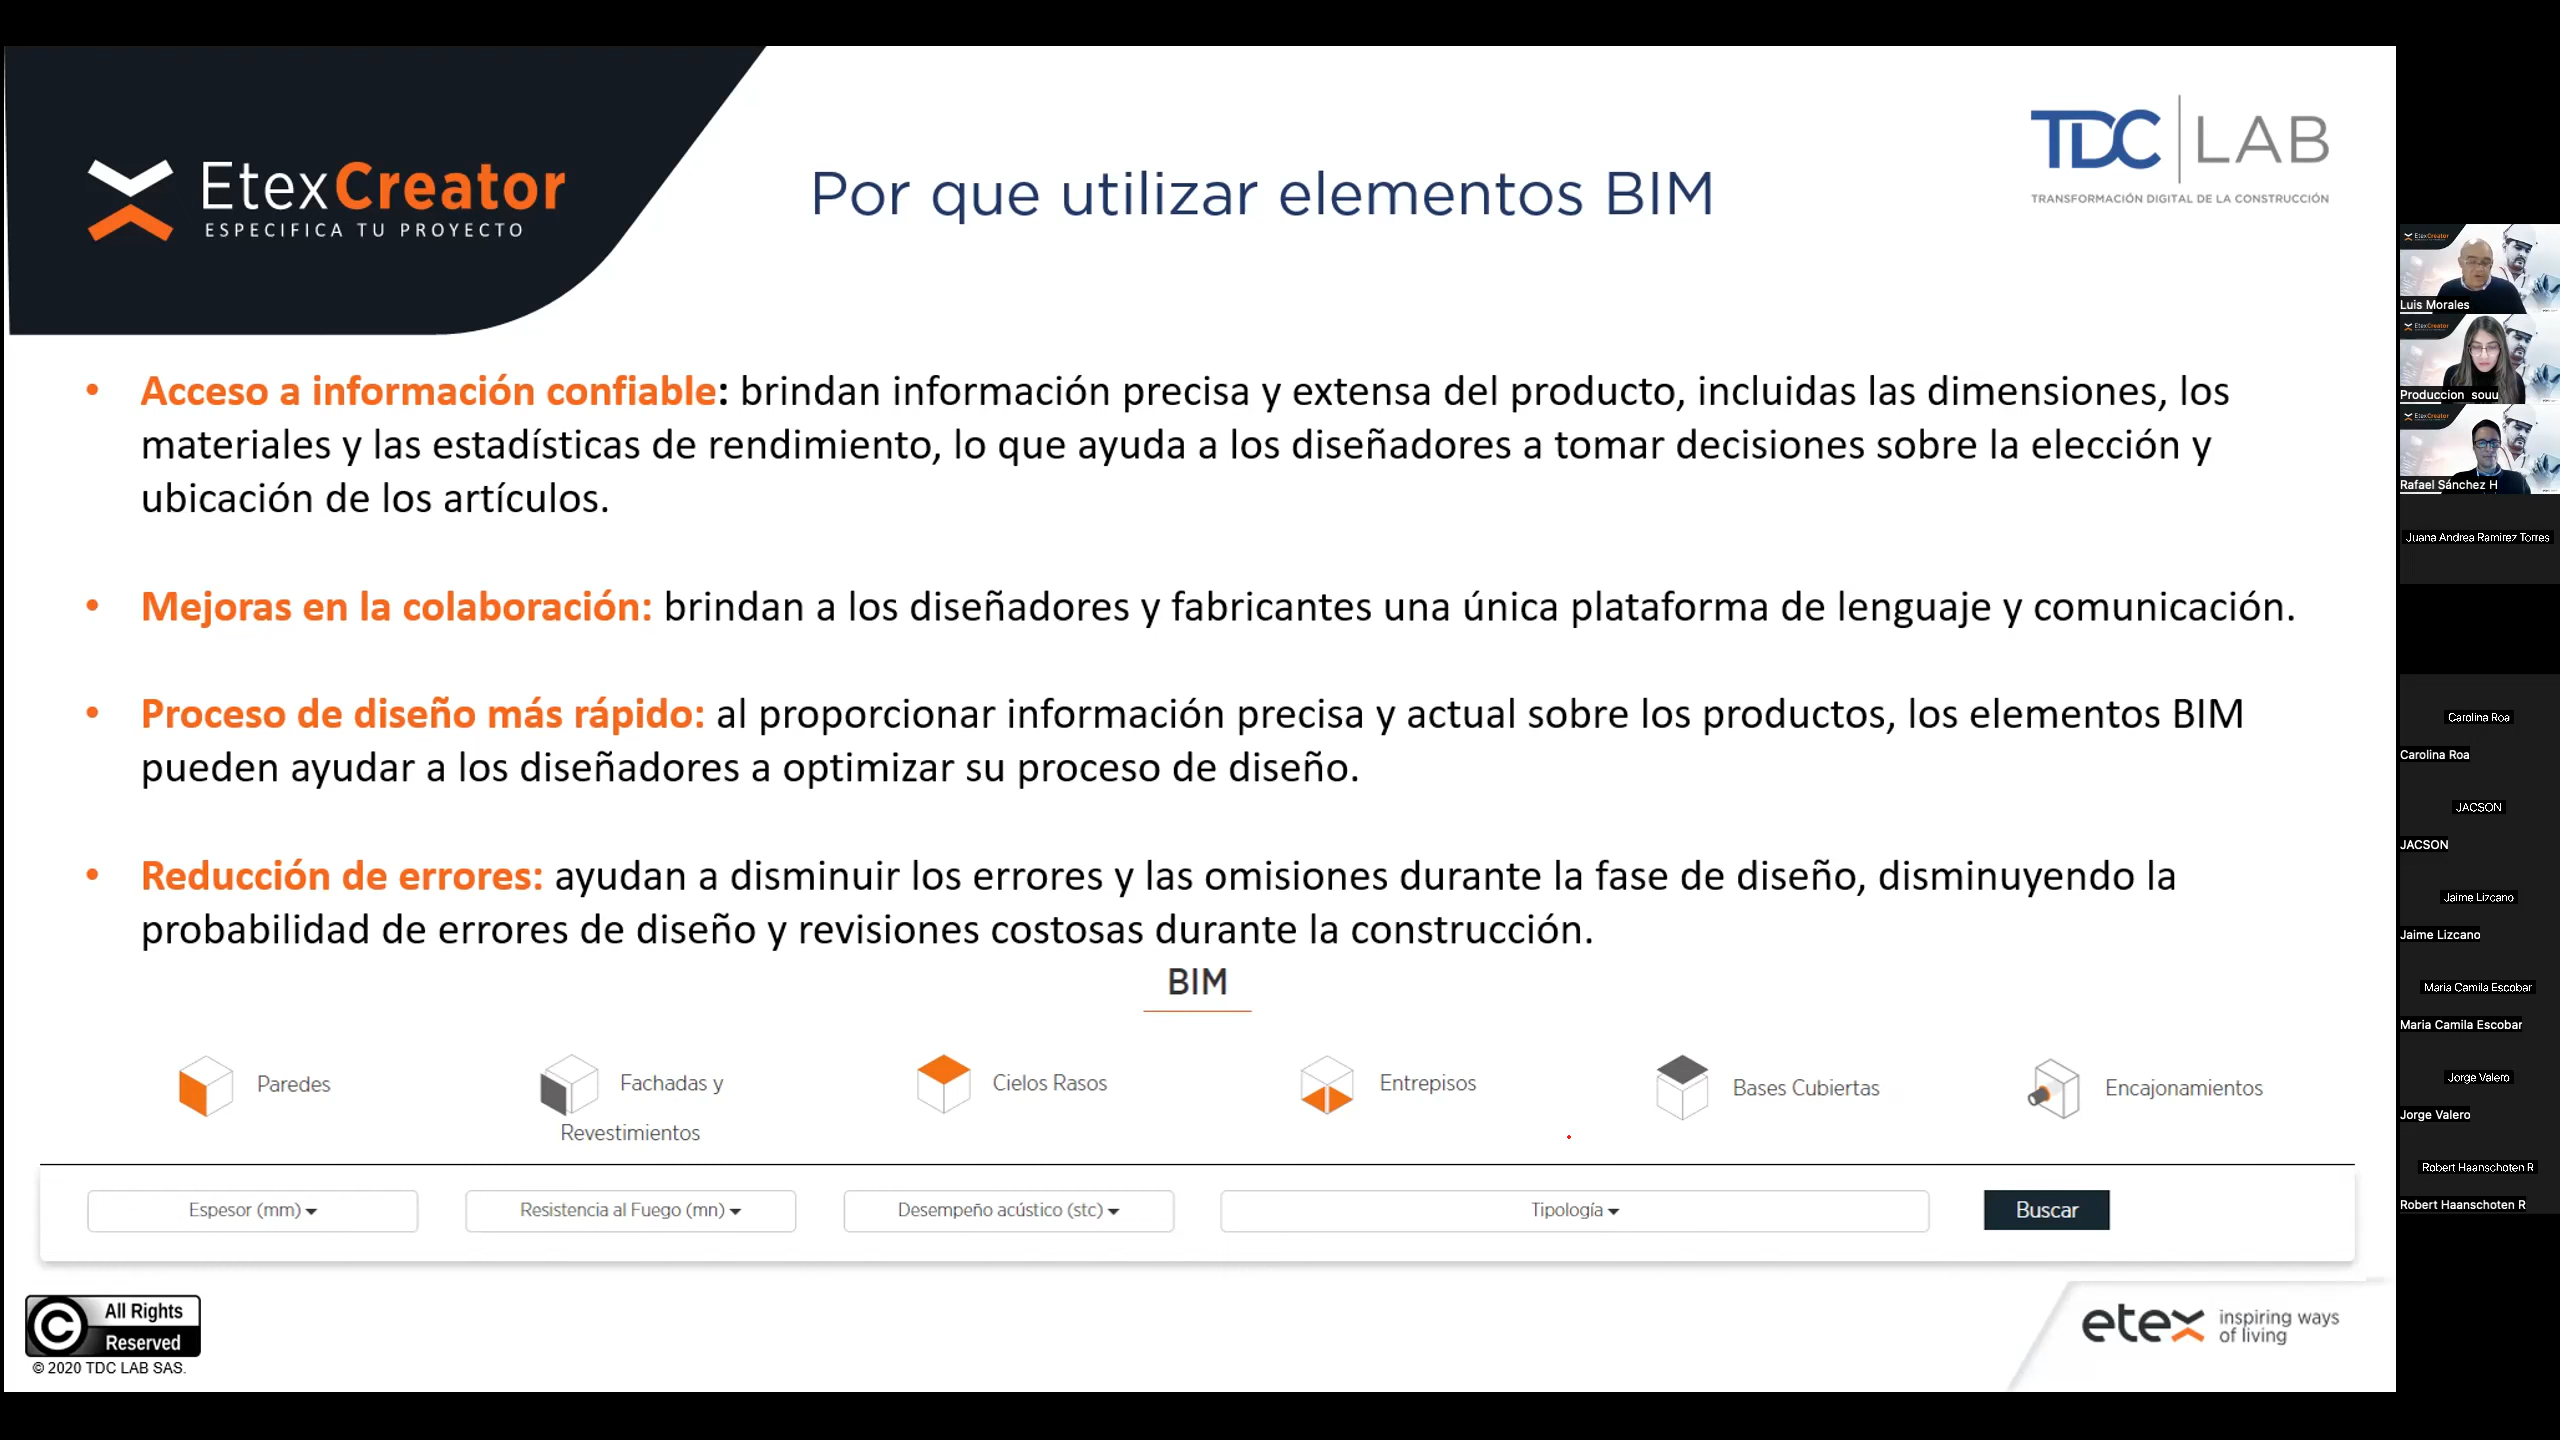 EtexCreator
ESPECIFICA TU PROYECTO
Por que utilizar elementos BIM
TDC LAB
TRANSFORMACIÓN DIGITAL DE LA CONSTRUCCIÓN
• Acceso a información confiable: brindan información precisa y extensa del producto, incluidas las dimensiones, los
materiales y las estadísticas de rendimiento, lo que ayuda a los diseñadores a tomar decisiones sobre la elección y
ubicación de los artículos.
• Mejoras en la colaboración: brindan a los diseñadores y fabricantes una única plataforma de lenguaje y comunicación.
• Proceso de diseño más rápido: al proporcionar información precisa y actual sobre los productos, los elementos BIM
pueden ayudar a los diseñadores a optimizar su proceso de diseño.
• Reducción de errores: ayudan a disminuir los errores y las omisiones durante la fase de diseño, disminuyendo la
probabilidad de errores de diseño y revisiones costosas durante la construcción.
BIM
Paredes
Fachadas y
Revestimientos
Cielos Rasos
Entrepisos
Bases Cubiertas
Encajonamientos
Espesor (mm)
Resistencia al Fuego (mn)
Desempeño acústico (stc)
Tipología
Buscar
All Rights
Reserved
© 2020 TDC LAB SAS.
etex inspiring ways
of living
EtexCreator
Luis Morales
EtexCreator
Produccion souu
EtexCreator
Rafael Sánchez H
Juana Andrea Ramirez Torres
Carolina Roa
Carolina Roa
JACSON
JACSON
Jaime Lizcano
Jaime Lizcano
Maria Camila Escobar
Maria Camila Escobar
Jorge Valero
Jorge Valero
Robert Haanschoten R
Robert Haanschoten R